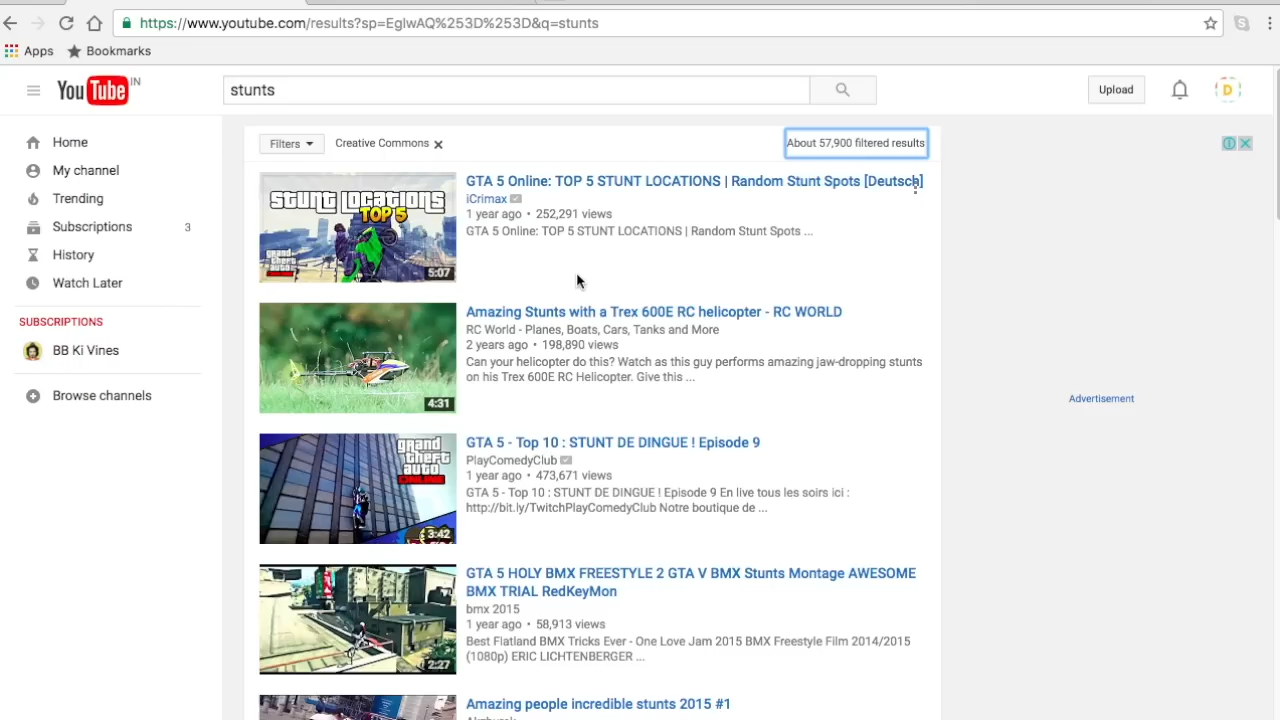 https://www.youtube.com/results?sp=EgIwAQ%253D%253D&q=stunts
Apps
Bookmarks
YouTube IN
stunts
Upload
D
Home
My channel
Trending
Subscriptions 3
History
Watch Later
SUBSCRIPTIONS
BB Ki Vines
Browse channels
Filters
Creative Commons
About 57,900 filtered results
STUNT LOCATIONS
TOP 5
grand theft auto
5:07
GTA 5 Online: TOP 5 STUNT LOCATIONS | Random Stunt Spots [Deutsch]
iCrimax
1 year ago • 252,291 views
GTA 5 Online: TOP 5 STUNT LOCATIONS | Random Stunt Spots ...
4:31
Amazing Stunts with a Trex 600E RC helicopter - RC WORLD
RC World - Planes, Boats, Cars, Tanks and More
2 years ago • 198,890 views
Can your helicopter do this? Watch as this guy performs amazing jaw-dropping stunts
on his Trex 600E RC Helicopter. Give this ...
grand
theft
auto
ONLINE
3:42
GTA 5 - Top 10 : STUNT DE DINGUE ! Episode 9
PlayComedyClub
1 year ago • 473,671 views
GTA 5 - Top 10 : STUNT DE DINGUE ! Episode 9 En live tous les soirs ici :
http://bit.ly/TwitchPlayComedyClub Notre boutique de ...
2:27
GTA 5 HOLY BMX FREESTYLE 2 GTA V BMX Stunts Montage AWESOME
BMX TRIAL RedKeyMon
bmx 2015
1 year ago • 58,913 views
Best Flatland BMX Tricks Ever - One Love Jam 2015 BMX Freestyle Film 2014/2015
(1080p) ERIC LICHTENBERGER ...
Amazing people incredible stunts 2015 #1
Advertisement